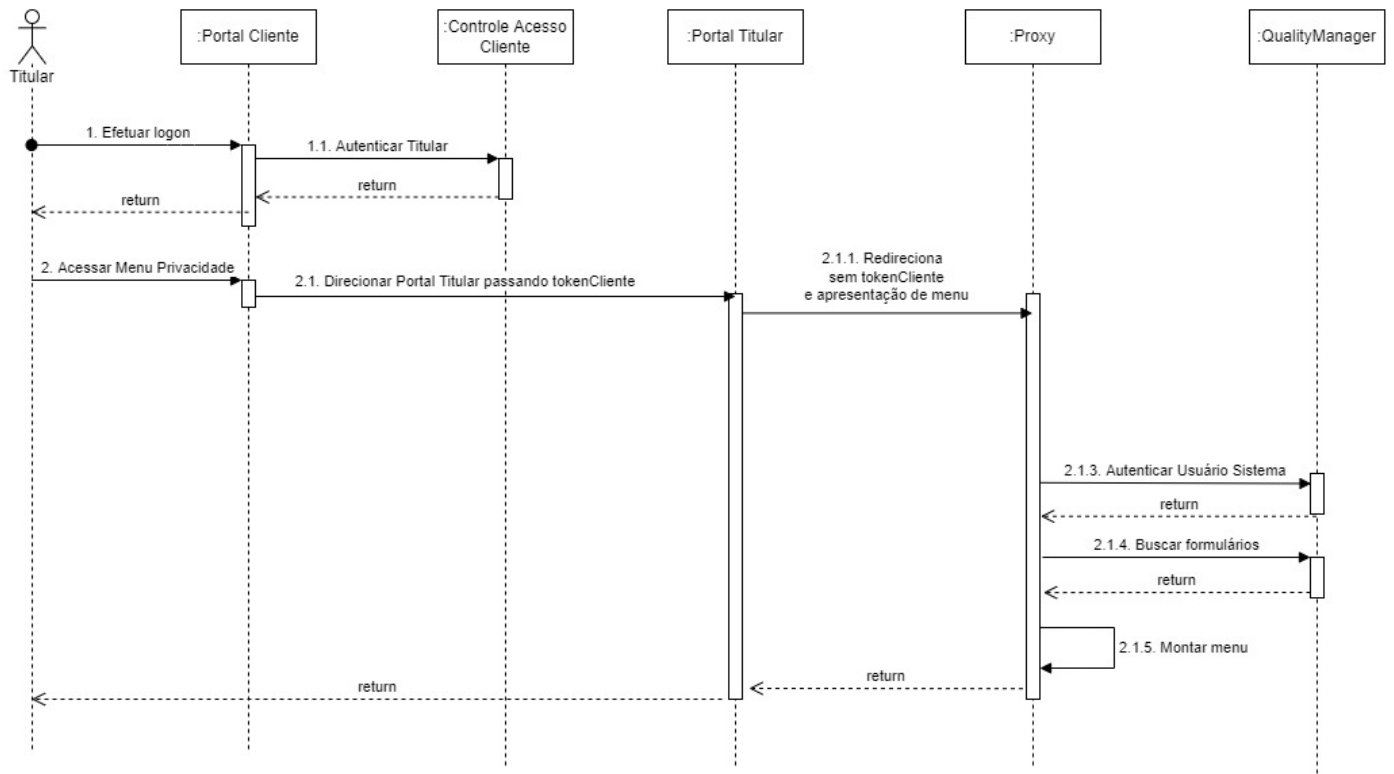 :Portal Cliente
:Controle Acesso
Cliente
:Portal Titular
:Proxy
:QualityManager
Titular
1. Efetuar logon
1.1. Autenticar Titular
return
return
2. Acessar Menu Privacidade
2.1. Direcionar Portal Titular passando tokenCliente
2.1.1. Redireciona
sem tokenCliente
e apresentação de menu
2.1.3. Autenticar Usuário Sistema
return
2.1.4. Buscar formulários
return
2.1.5. Montar menu
return
return